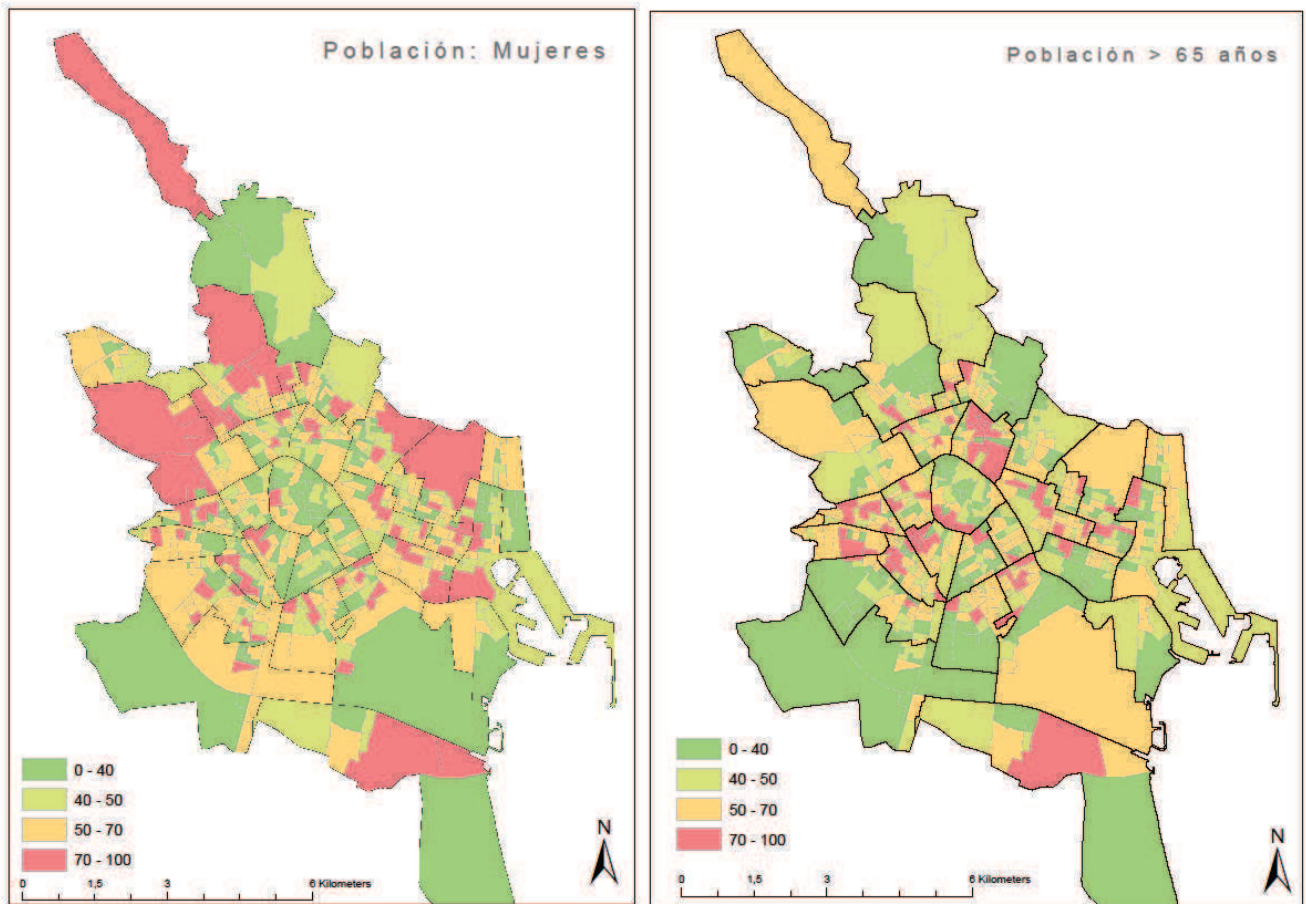 Población: Mujeres
0 - 40
40 - 50
50 - 70
70 - 100
N
0 1,5 3 6 Kilometers
Población > 65 años
0 - 40
40 - 50
50 - 70
70 - 100
N
0 1,5 3 6 Kilometers